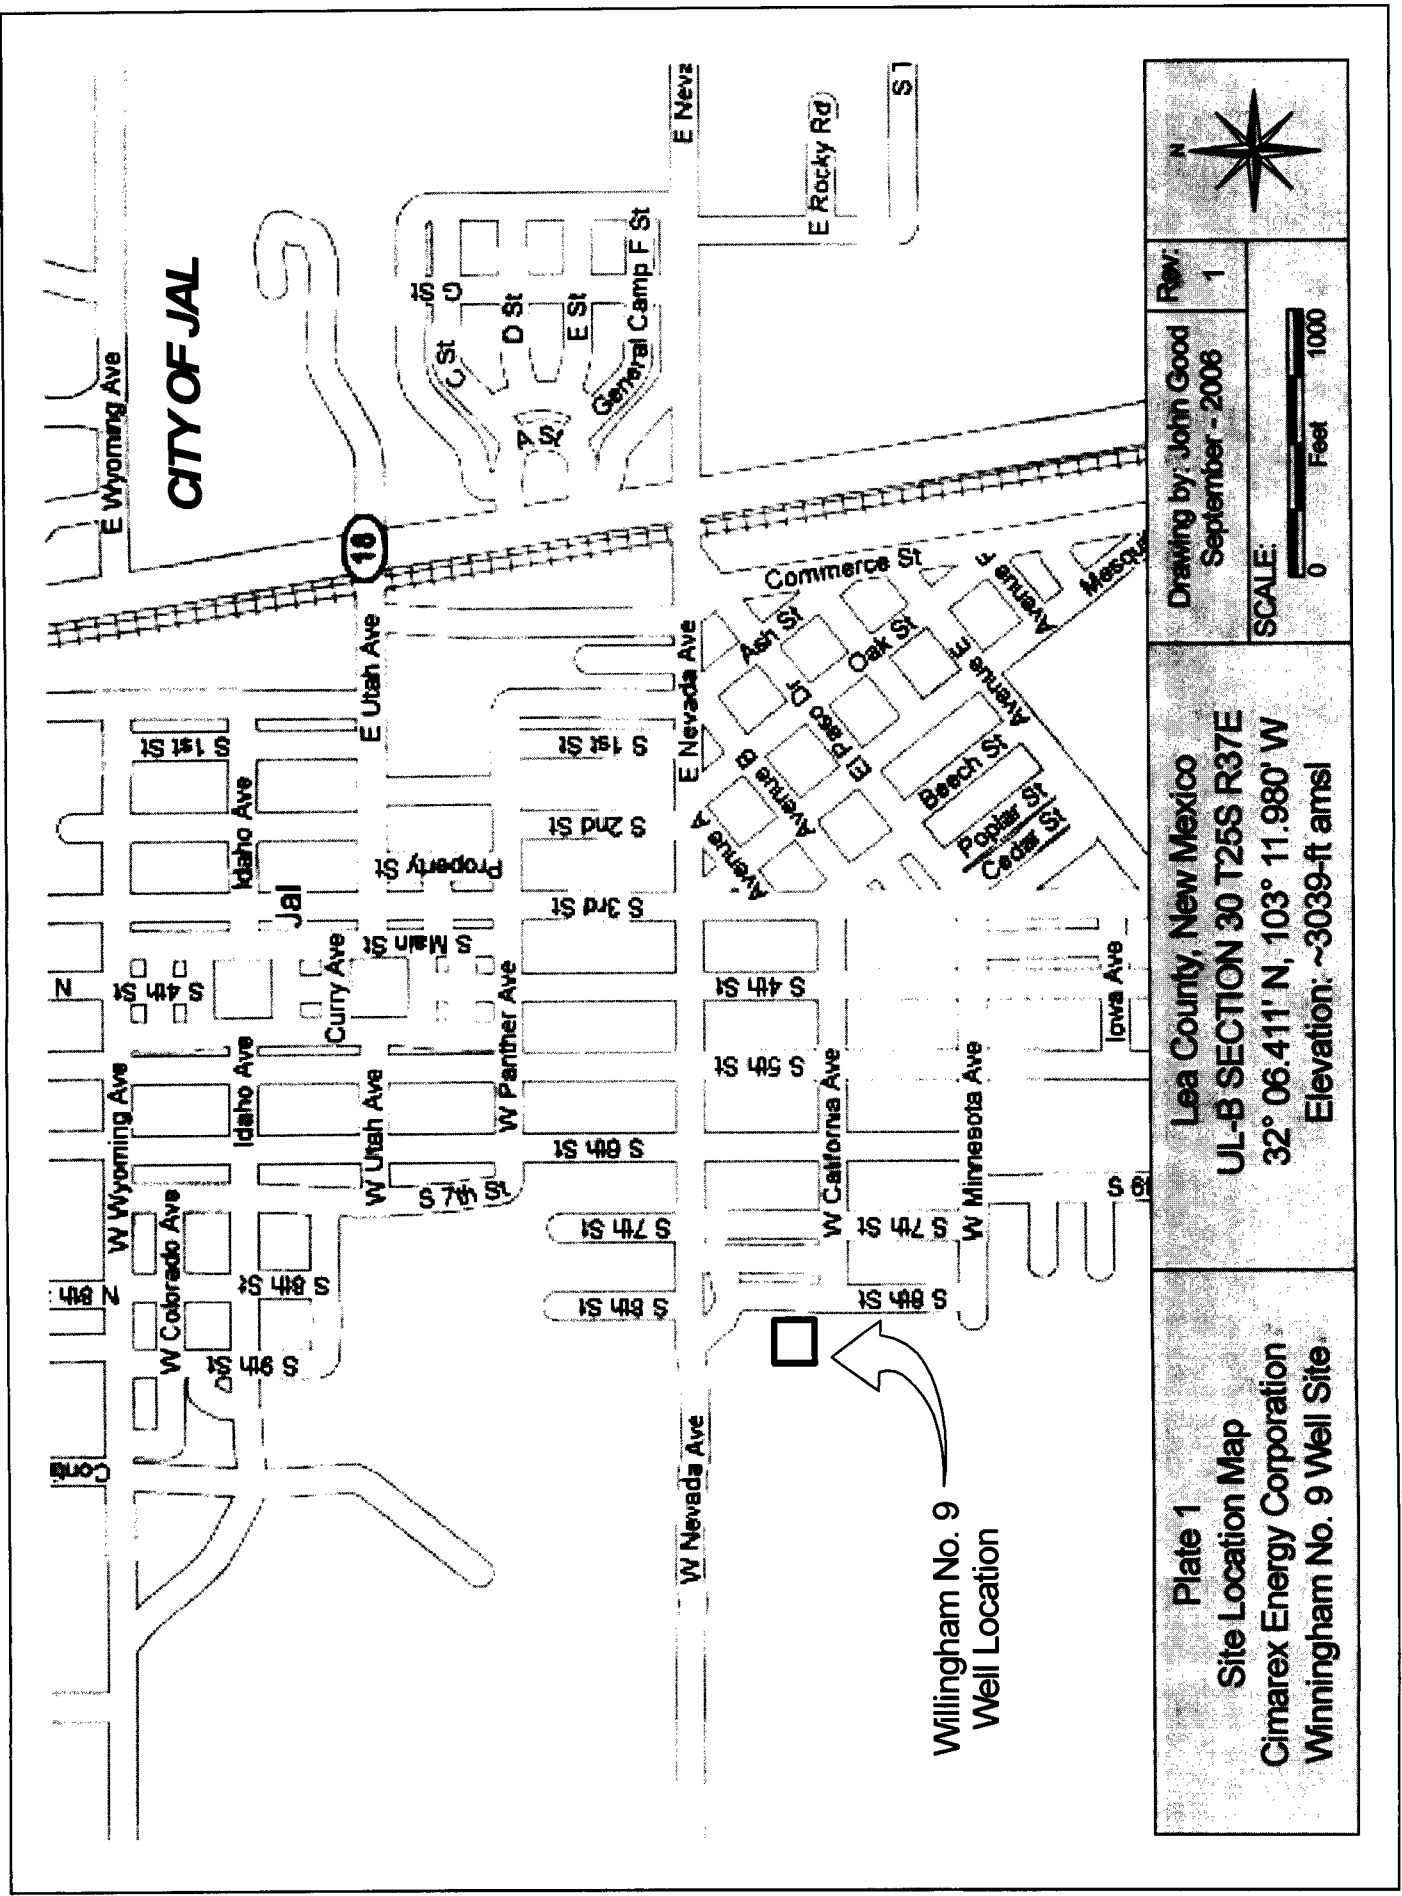 CITY OF JAL
E Wyoming Ave
W Wyoming Ave
N
N 8th
W Colorado Ave
S 9th St
S 8th St
S 7th St
Idaho Ave
Idaho Ave
S 4th St
S 1st St
Jal
Curry Ave
S Main St
Property St
W Utah Ave
E Utah Ave
18
G St
C St
D St
E St
A St
General Camp F St
W Panther Ave
S 8th St
S 7th St
S 6th St
S 3rd St
S 2nd St
S 1st St
W Nevada Ave
E Nevada Ave
E Neva
E Rocky Rd
S 5th St
S 4th St
Avenue A
Avenue B
El Paso Dr
Ash St
Oak St
Commerce St
Avenue E
Avenue F
Beech St
Poplar St
Cedar St
Mesqui
W California Ave
S 8th St
S 7th St
W Minnesota Ave
Iowa Ave
Willingham No. 9
Well Location
Plate 1
Site Location Map
Cimarex Energy Corporation
Winningham No. 9 Well Site
Lea County, New Mexico
UL-B SECTION 30 T25S R37E
32° 06.411' N, 103° 11.980' W
Elevation: ~3039-ft amsl
Drawing by: John Good
September - 2008
Rev:
1
SCALE:
0 Feet 1000
N